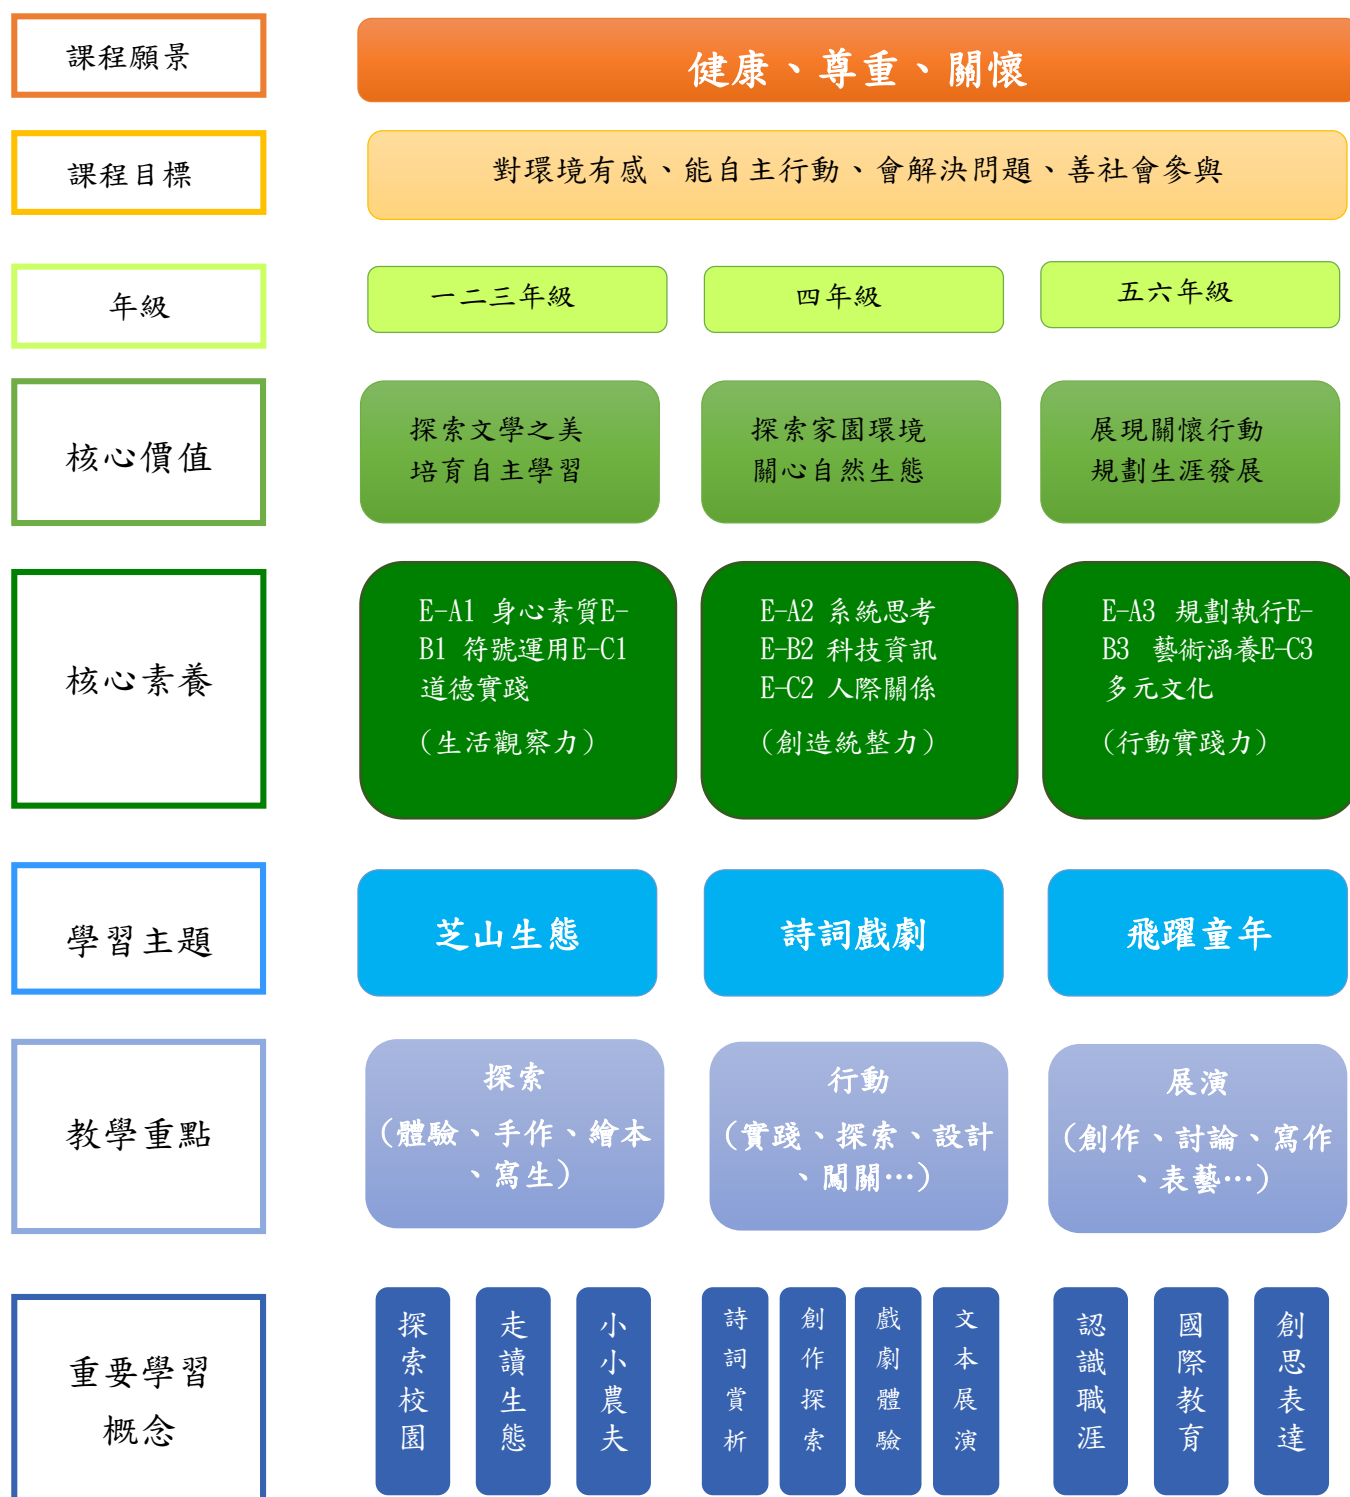 課程願景
健康、尊重、關懷
課程目標
對環境有感、能自主行動、會解決問題、善社會參與
年級
一二三年級
四年級
五六年級
核心價值
探索文學之美
培育自主學習
探索家園環境
關心自然生態
展現關懷行動
規劃生涯發展
核心素養
E-A1 身心素質E-
B1 符號運用E-C1
道德實踐
（生活觀察力）
E-A2 系統思考
E-B2 科技資訊
E-C2 人際關係
（創造統整力）
E-A3 規劃執行E-
B3 藝術涵養E-C3
多元文化
（行動實踐力）
學習主題
芝山生態
詩詞戲劇
飛躍童年
教學重點
探索
（體驗、手作、繪本
、寫生）
行動
（實踐、探索、設計
、闖關…）
展演
（創作、討論、寫作
、表藝…）
重要學習
概念
探索校園
走讀生態
小小農夫
詩詞賞析
創作探索
戲劇體驗
文本展演
認識職涯
國際教育
創思表達